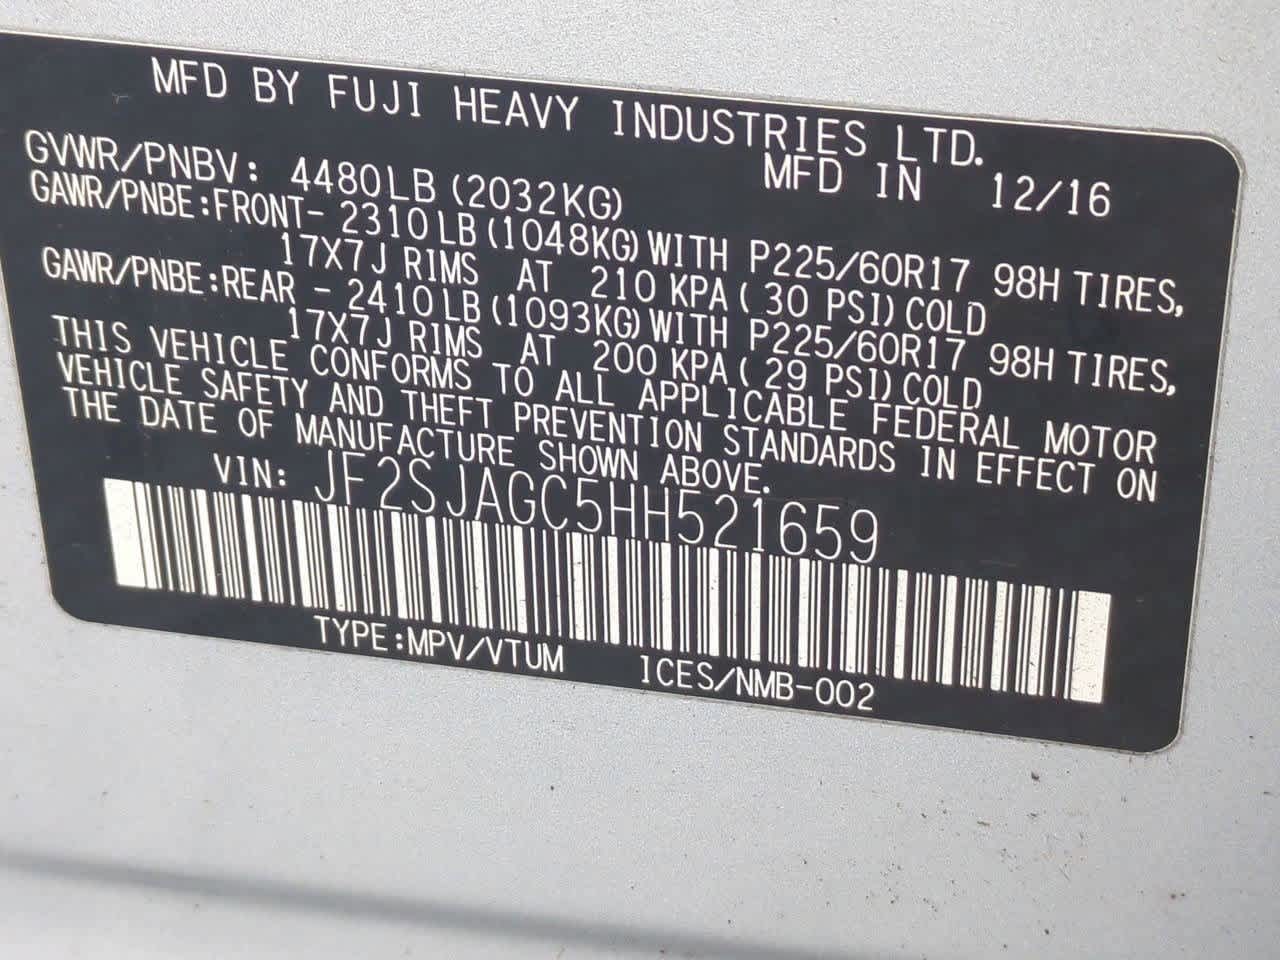 MFD BY FUJI HEAVY INDUSTRIES LTD.
MFD IN 12/16
GVWR/PNBV: 4480LB (2032KG)
GAWR/PNBE:FRONT- 2310LB (1048KG) WITH P225/60R17 98H TIRES,
17X7J RIMS AT 210 KPA ( 30 PSI) COLD
GAWR/PNBE:REAR - 2410LB (1093KG) WITH P225/60R17 98H TIRES,
17X7J RIMS AT 200 KPA ( 29 PSI) COLD
THIS VEHICLE CONFORMS TO ALL APPLICABLE FEDERAL MOTOR
VEHICLE SAFETY AND THEFT PREVENTION STANDARDS IN EFFECT ON
THE DATE OF MANUFACTURE SHOWN ABOVE.
VIN: JF2SJAGC5HH521659
TYPE:MPV/VTUM ICES/NMB-002